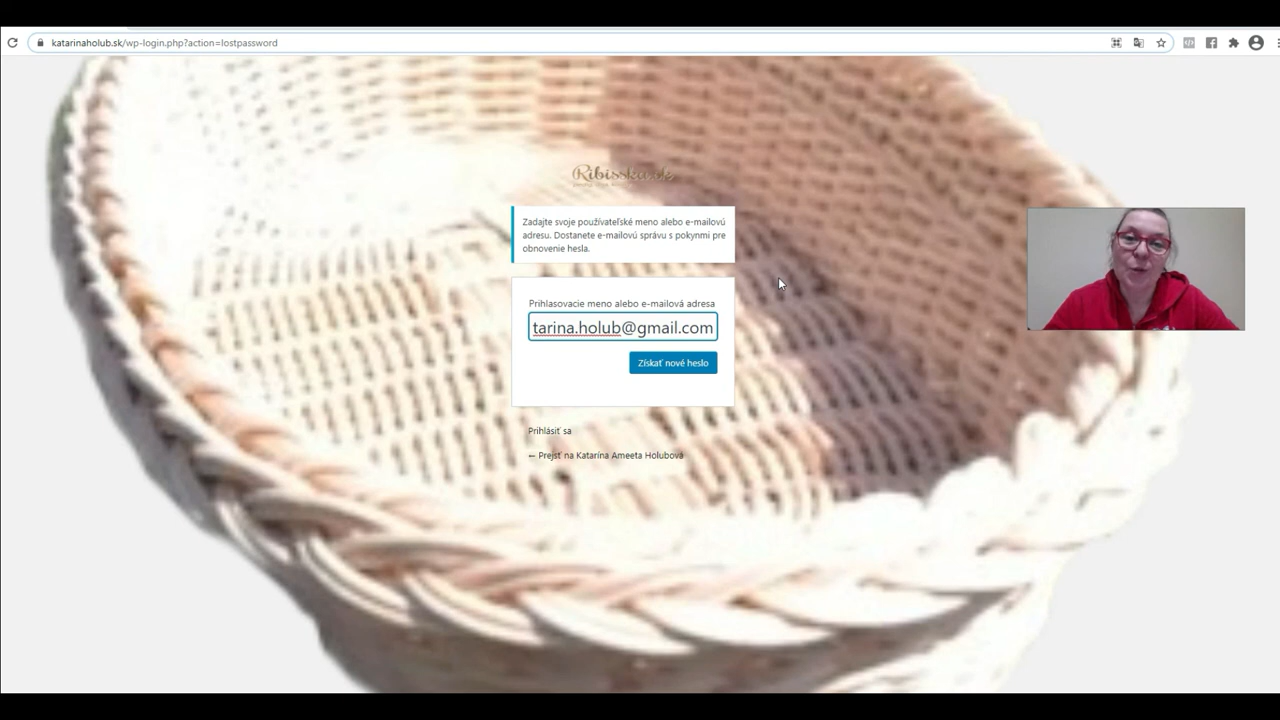 katarinaholub.sk/wp-login.php?action=lostpassword
Ribisska.sk
Zadajte svoje používateľské meno alebo e-mailovú
adresu. Dostanete e-mailovú správu s pokynmi pre
obnovenie hesla.
Prihlasovacie meno alebo e-mailová adresa
tarina.holub@gmail.com
Získať nové heslo
Prihlásiť sa
← Prejsť na Katarína Ameeta Holubová